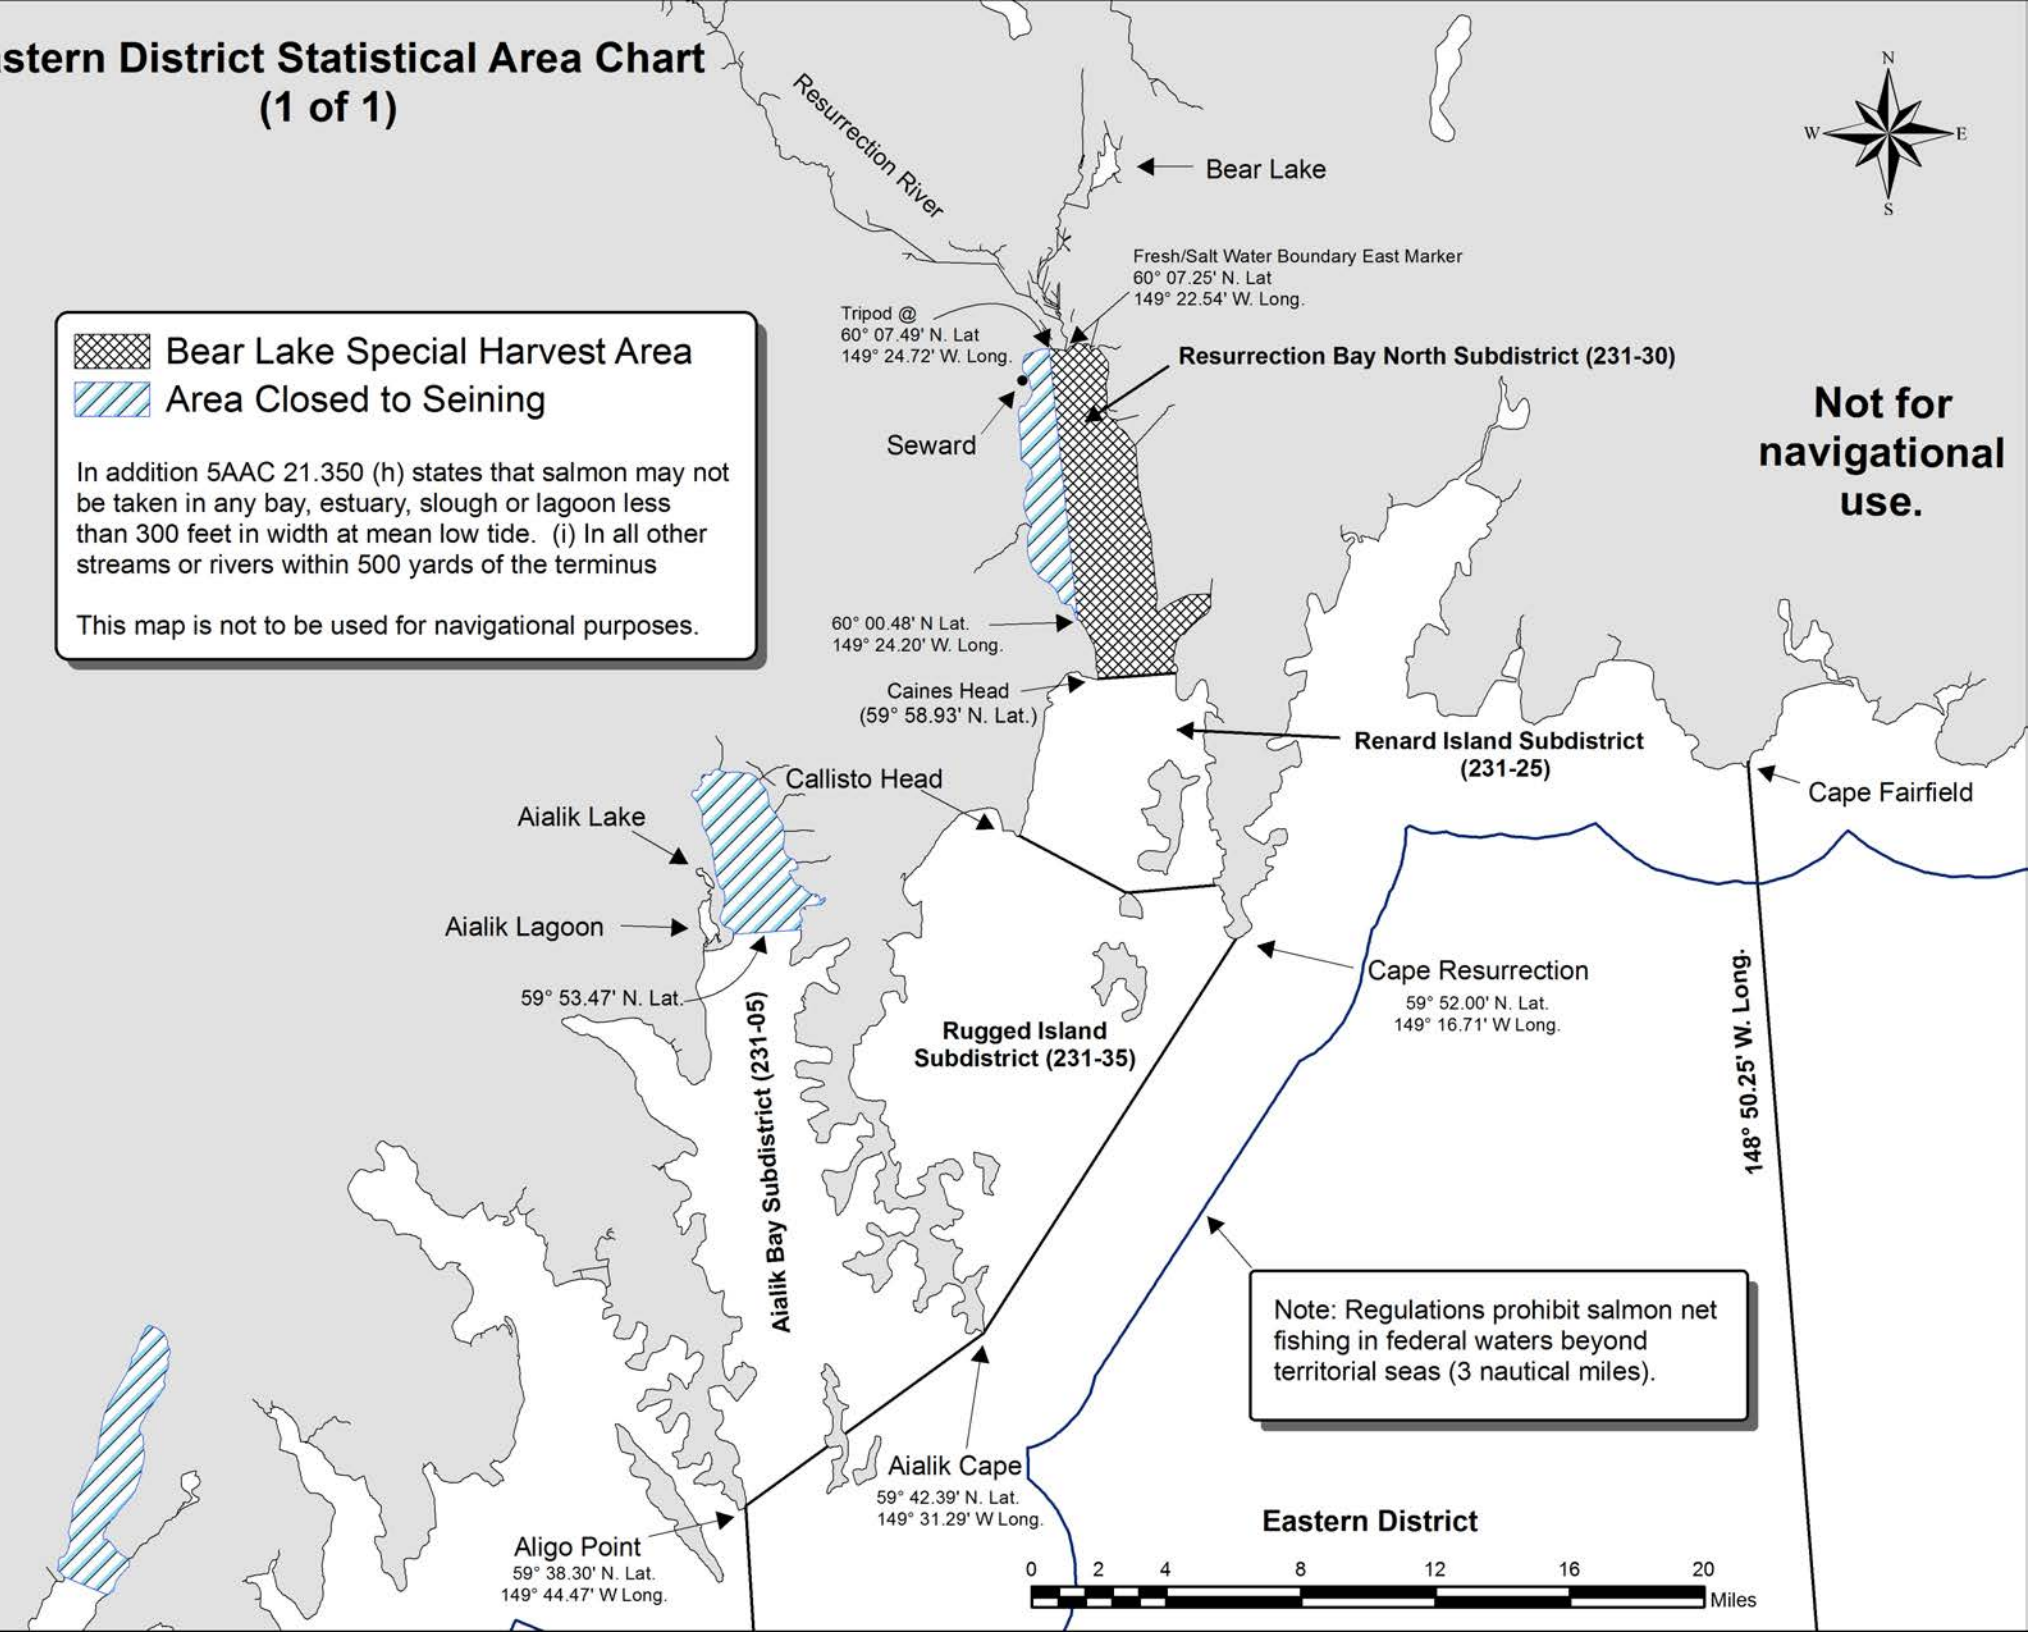 stern District Statistical Area Chart
(1 of 1)
N
W
E
S
Resurrection River
Bear Lake
Fresh/Salt Water Boundary East Marker
60° 07.25' N. Lat
149° 22.54' W. Long.
Tripod @
60° 07.49' N. Lat
149° 24.72' W. Long.
Resurrection Bay North Subdistrict (231-30)
Bear Lake Special Harvest Area
Area Closed to Seining
In addition 5AAC 21.350 (h) states that salmon may not
be taken in any bay, estuary, slough or lagoon less
than 300 feet in width at mean low tide. (i) In all other
streams or rivers within 500 yards of the terminus
This map is not to be used for navigational purposes.
Not for
navigational
use.
Seward
60° 00.48' N Lat.
149° 24.20' W. Long.
Caines Head
(59° 58.93' N. Lat.)
Renard Island Subdistrict
(231-25)
Cape Fairfield
Callisto Head
Aialik Lake
Aialik Lagoon
59° 53.47' N. Lat.
Cape Resurrection
59° 52.00' N. Lat.
149° 16.71' W Long.
Rugged Island
Subdistrict (231-35)
Aialik Bay Subdistrict (231-05)
148° 50.25' W. Long.
Note: Regulations prohibit salmon net
fishing in federal waters beyond
territorial seas (3 nautical miles).
Aialik Cape
59° 42.39' N. Lat.
149° 31.29' W Long.
Aligo Point
59° 38.30' N. Lat.
149° 44.47' W Long.
Eastern District
0 2 4 8 12 16 20
Miles